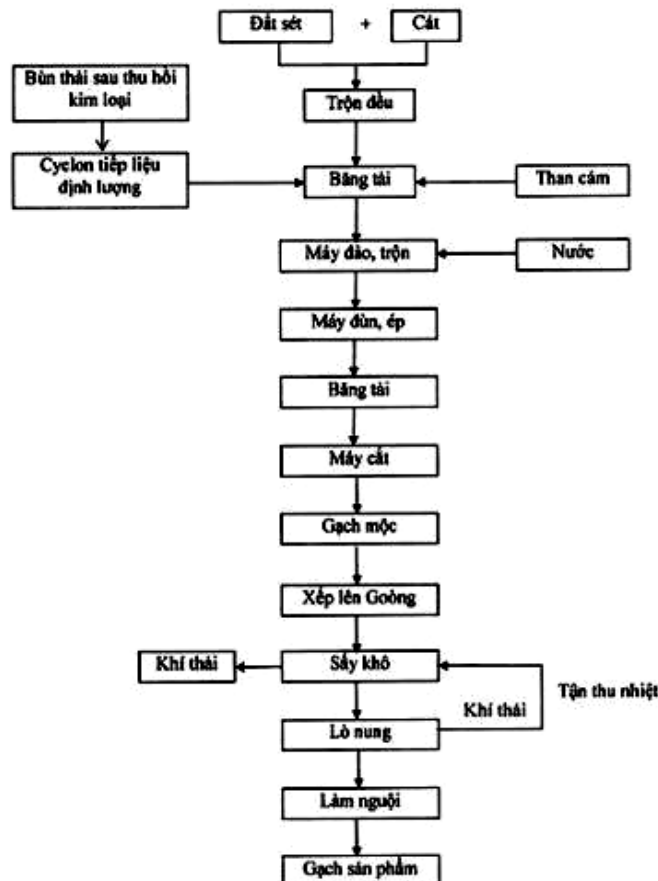 Đất sét + Cát
Bùn thải sau thu hồi
kim loại
Trộn đều
Cyclon tiếp liệu
định lượng
Băng tải
Than cám
Máy đảo, trộn
Nước
Máy đùn, ép
Băng tải
Máy cắt
Gạch mộc
Xếp lên Goòng
Khí thải
Sấy khô
Tận thu nhiệt
Khí thải
Lò nung
Làm nguội
Gạch sản phẩm